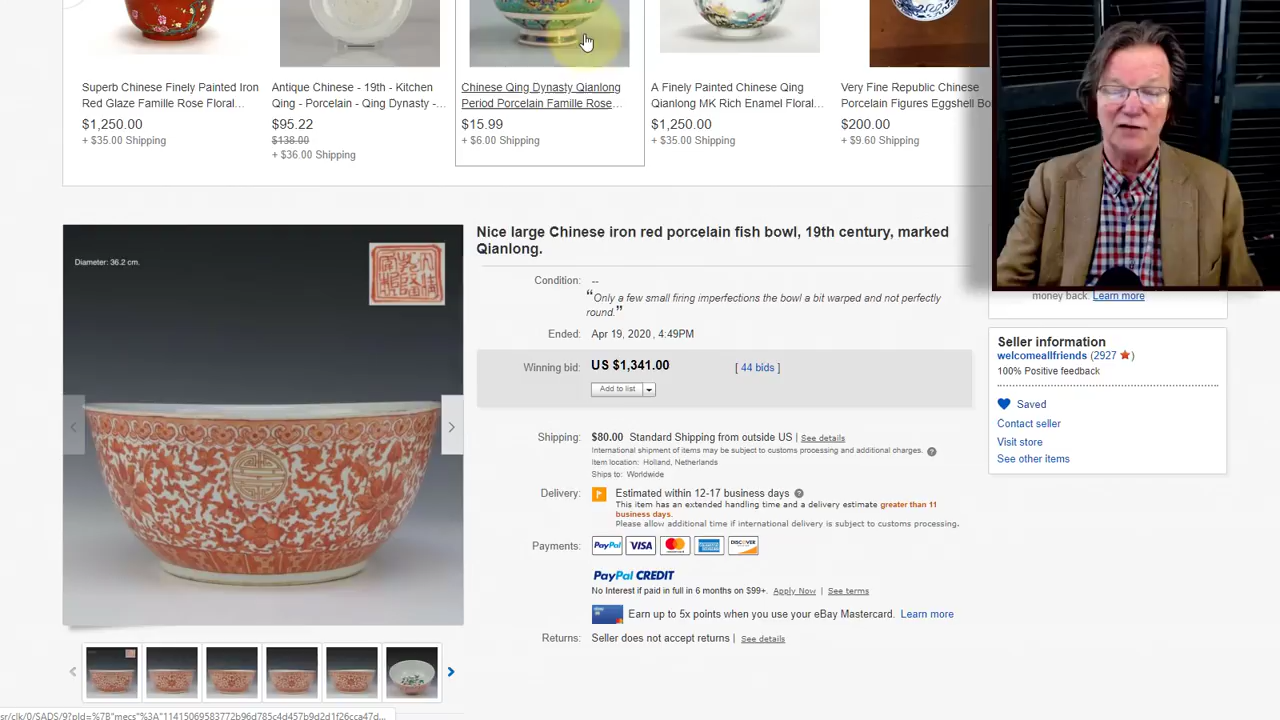 Superb Chinese Finely Painted Iron
Red Glaze Famille Rose Floral...
$1,250.00
+ $35.00 Shipping
Antique Chinese - 19th - Kitchen
Qing - Porcelain - Qing Dynasty -...
$95.22
$138.00
+ $36.00 Shipping
Chinese Qing Dynasty Qianlong
Period Porcelain Famille Rose...
$15.99
+ $6.00 Shipping
A Finely Painted Chinese Qing
Qianlong MK Rich Enamel Floral...
$1,250.00
+ $35.00 Shipping
Very Fine Republic Chinese
Porcelain Figures Eggshell Bo
$200.00
+ $9.60 Shipping
Diameter: 36.2 cm.
Nice large Chinese iron red porcelain fish bowl, 19th century, marked
Qianlong.
Condition: --
“Only a few small firing imperfections the bowl a bit warped and not perfectly
round.”
Ended: Apr 19, 2020 , 4:49PM
Winning bid: US $1,341.00 [ 44 bids ]
Add to list
Shipping: $80.00 Standard Shipping from outside US | See details
International shipment of items may be subject to customs processing and additional charges.
Item location: Holland, Netherlands
Ships to: Worldwide
Delivery: Estimated within 12-17 business days
This item has an extended handling time and a delivery estimate greater than 11
business days.
Please allow additional time if international delivery is subject to customs processing.
Payments: PayPal VISA MasterCard AMERICAN EXPRESS DISCOVER
PayPal CREDIT
No Interest if paid in full in 6 months on $99+. Apply Now | See terms
Earn up to 5x points when you use your eBay Mastercard. Learn more
Returns: Seller does not accept returns | See details
money back. Learn more
Seller information
welcomeallfriends (2927 )
100% Positive feedback
Saved
Contact seller
Visit store
See other items